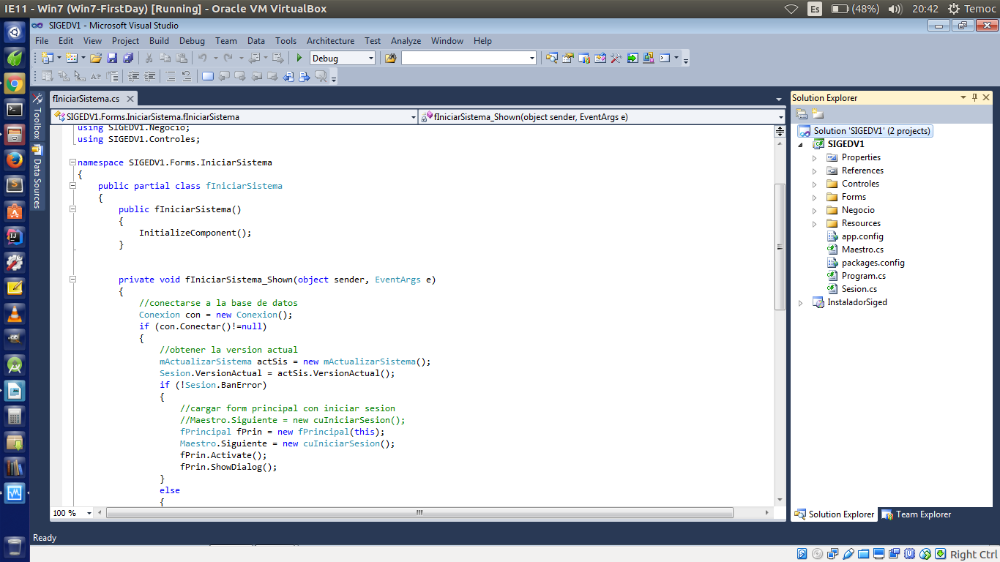 IE11 - Win7 (Win7-FirstDay) [Running] - Oracle VM VirtualBox
Es (48%) 20:42 Temoc
SIGEDV1 - Microsoft Visual Studio
File Edit View Project Build Debug Team Data Tools Architecture Test Analyze Window Help
Debug
fIniciarSistema.cs
SIGEDV1.Forms.IniciarSistema.fIniciarSistema
fIniciarSistema_Shown(object sender, EventArgs e)
Toolbox
Data Sources
using SIGEDV1.Negocio;
using SIGEDV1.Controles;
namespace SIGEDV1.Forms.IniciarSistema
{
public partial class fIniciarSistema
{
public fIniciarSistema()
{
InitializeComponent();
}
private void fIniciarSistema_Shown(object sender, EventArgs e)
{
//conectarse a la base de datos
Conexion con = new Conexion();
if (con.Conectar()!=null)
{
//obtener la version actual
mActualizarSistema actSis = new mActualizarSistema();
Sesion.VersionActual = actSis.VersionActual();
if (!Sesion.BanError)
{
//cargar form principal con iniciar sesion
//Maestro.Siguiente = new cuIniciarSesion();
fPrincipal fPrin = new fPrincipal(this);
Maestro.Siguiente = new cuIniciarSesion();
fPrin.Activate();
fPrin.ShowDialog();
}
else
{
100 %
Solution Explorer
Solution 'SIGEDV1' (2 projects)
SIGEDV1
Properties
References
Controles
Forms
Negocio
Resources
app.config
Maestro.cs
packages.config
Program.cs
Sesion.cs
InstaladorSiged
Solution Explorer Team Explorer
Ready
Right Ctrl